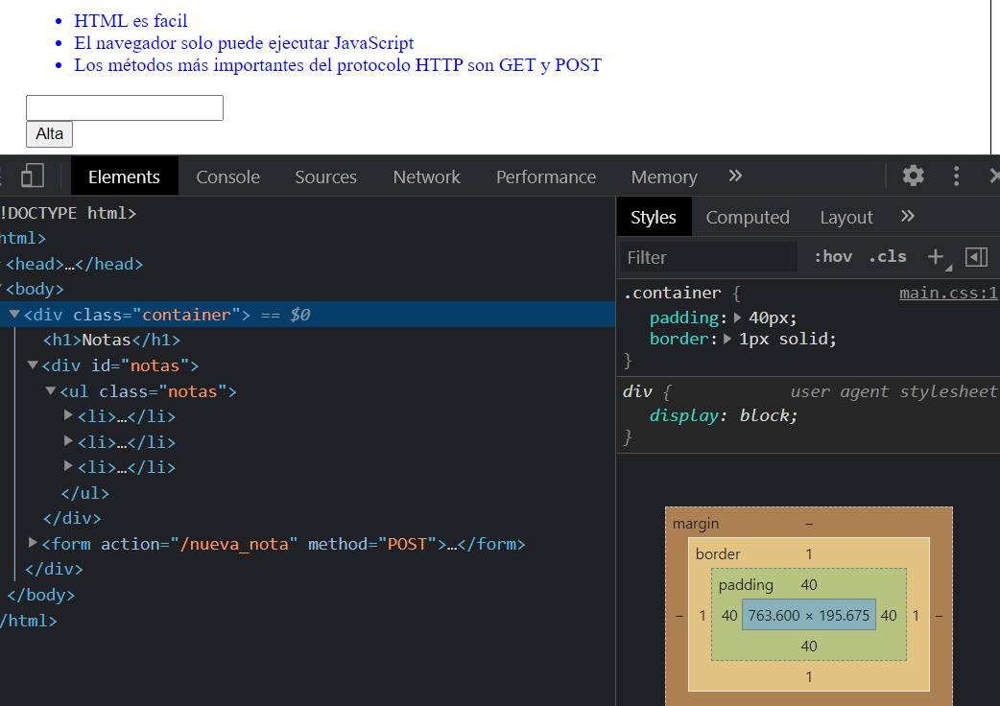 HTML es facil
El navegador solo puede ejecutar JavaScript
Los métodos más importantes del protocolo HTTP son GET y POST
Alta
Elements Console Sources Network Performance Memory »
!DOCTYPE html>
html>
<head>…</head>
<body>
<div class="container"> == $0
<h1>Notas</h1>
<div id="notas">
<ul class="notas">
<li>…</li>
<li>…</li>
<li>…</li>
</ul>
</div>
<form action="/nueva_nota" method="POST">…</form>
</div>
</body>
/html>
Styles Computed Layout »
Filter :hov .cls +
.container { main.css:1
padding: 40px;
border: 1px solid;
}
div { user agent stylesheet
display: block;
}
margin –
border 1
padding 40
– 1 40 763.600 × 195.675 40 1 –
40
1